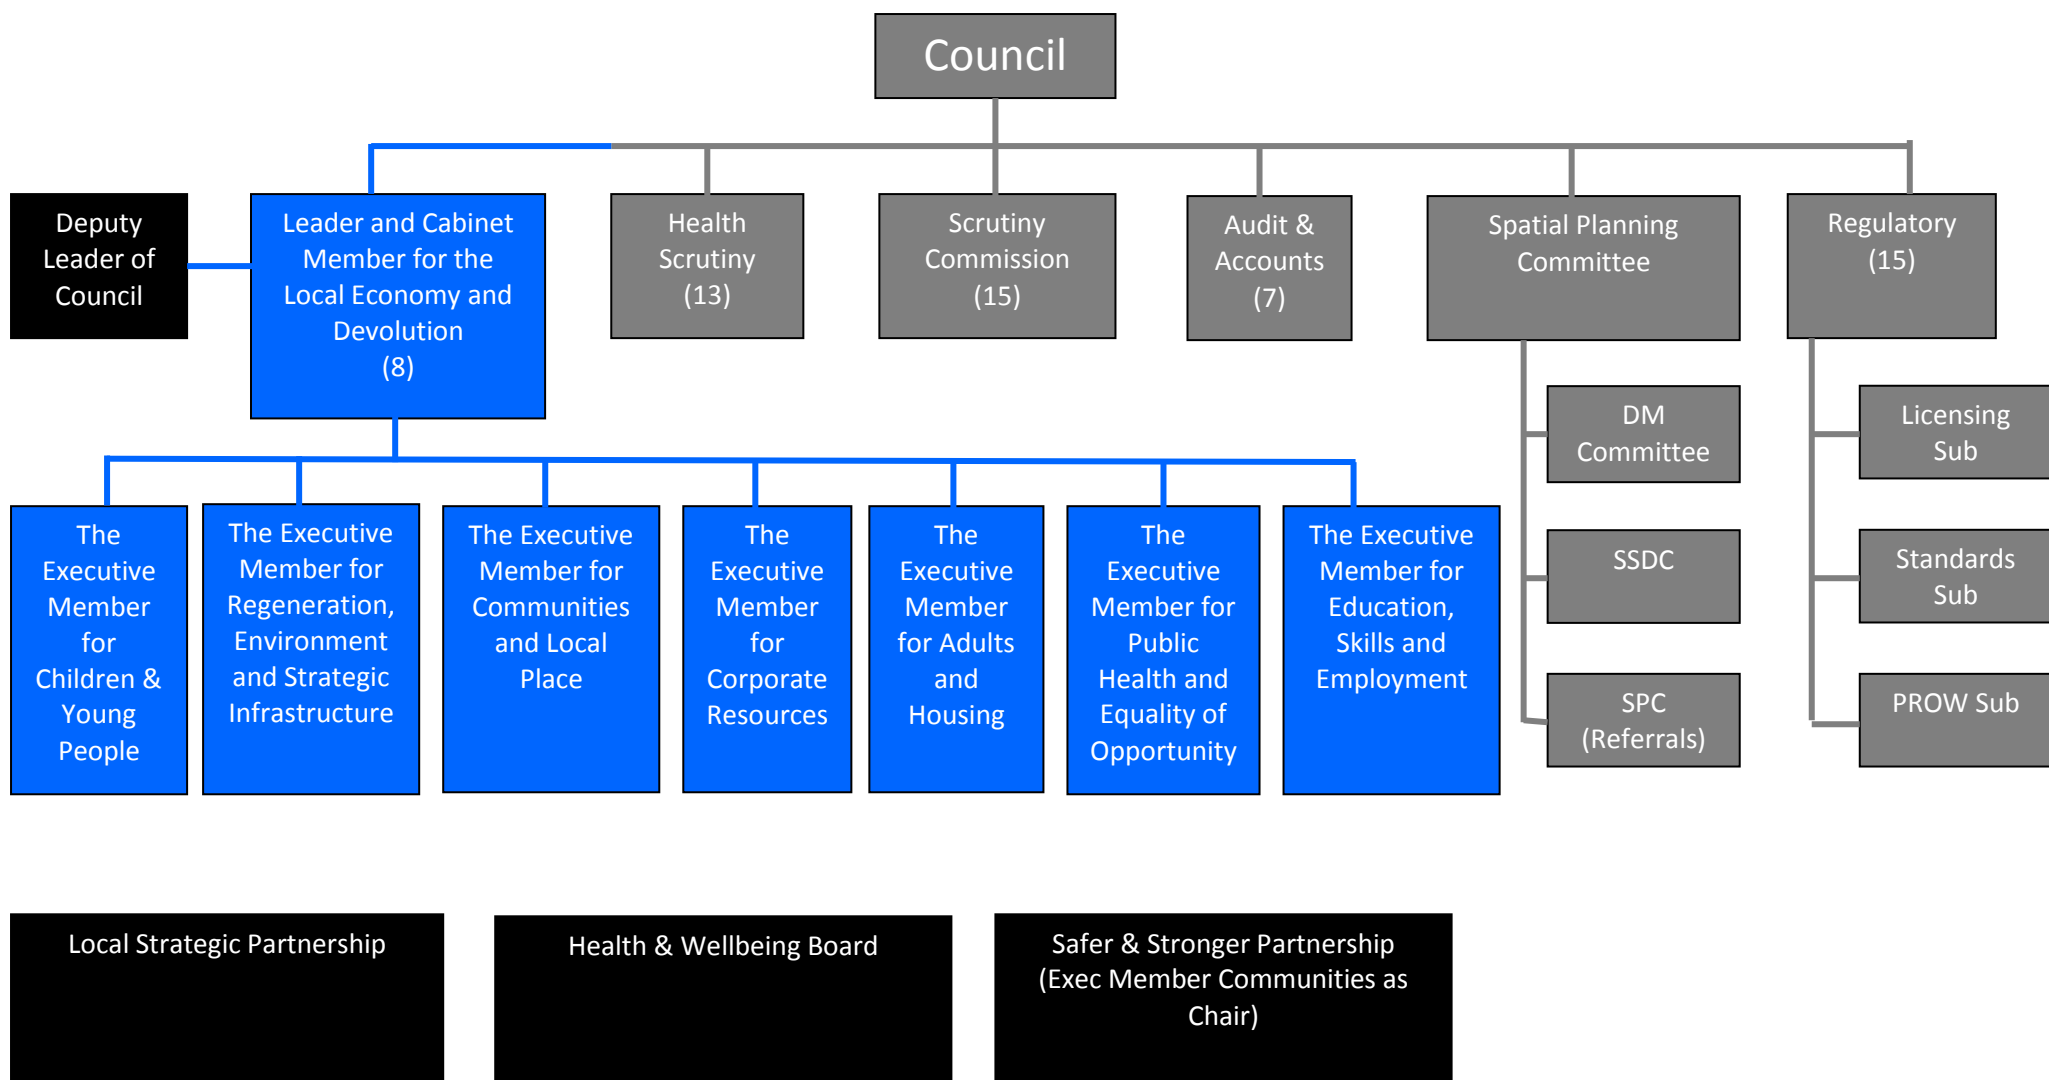 Council
Deputy
Leader of
Council
Leader and Cabinet
Member for the
Local Economy and
Devolution
(8)
Health
Scrutiny
(13)
Scrutiny
Commission
(15)
Audit &
Accounts
(7)
Spatial Planning
Committee
Regulatory
(15)
DM
Committee
Licensing
Sub
SSDC
Standards
Sub
SPC
(Referrals)
PROW Sub
The
Executive
Member
for
Children &
Young
People
The Executive
Member for
Regeneration,
Environment
and Strategic
Infrastructure
The Executive
Member for
Communities
and Local
Place
The
Executive
Member
for
Corporate
Resources
The
Executive
Member
for Adults
and
Housing
The
Executive
Member for
Public
Health and
Equality of
Opportunity
The Executive
Member for
Education,
Skills and
Employment
Local Strategic Partnership
Health & Wellbeing Board
Safer & Stronger Partnership
(Exec Member Communities as
Chair)